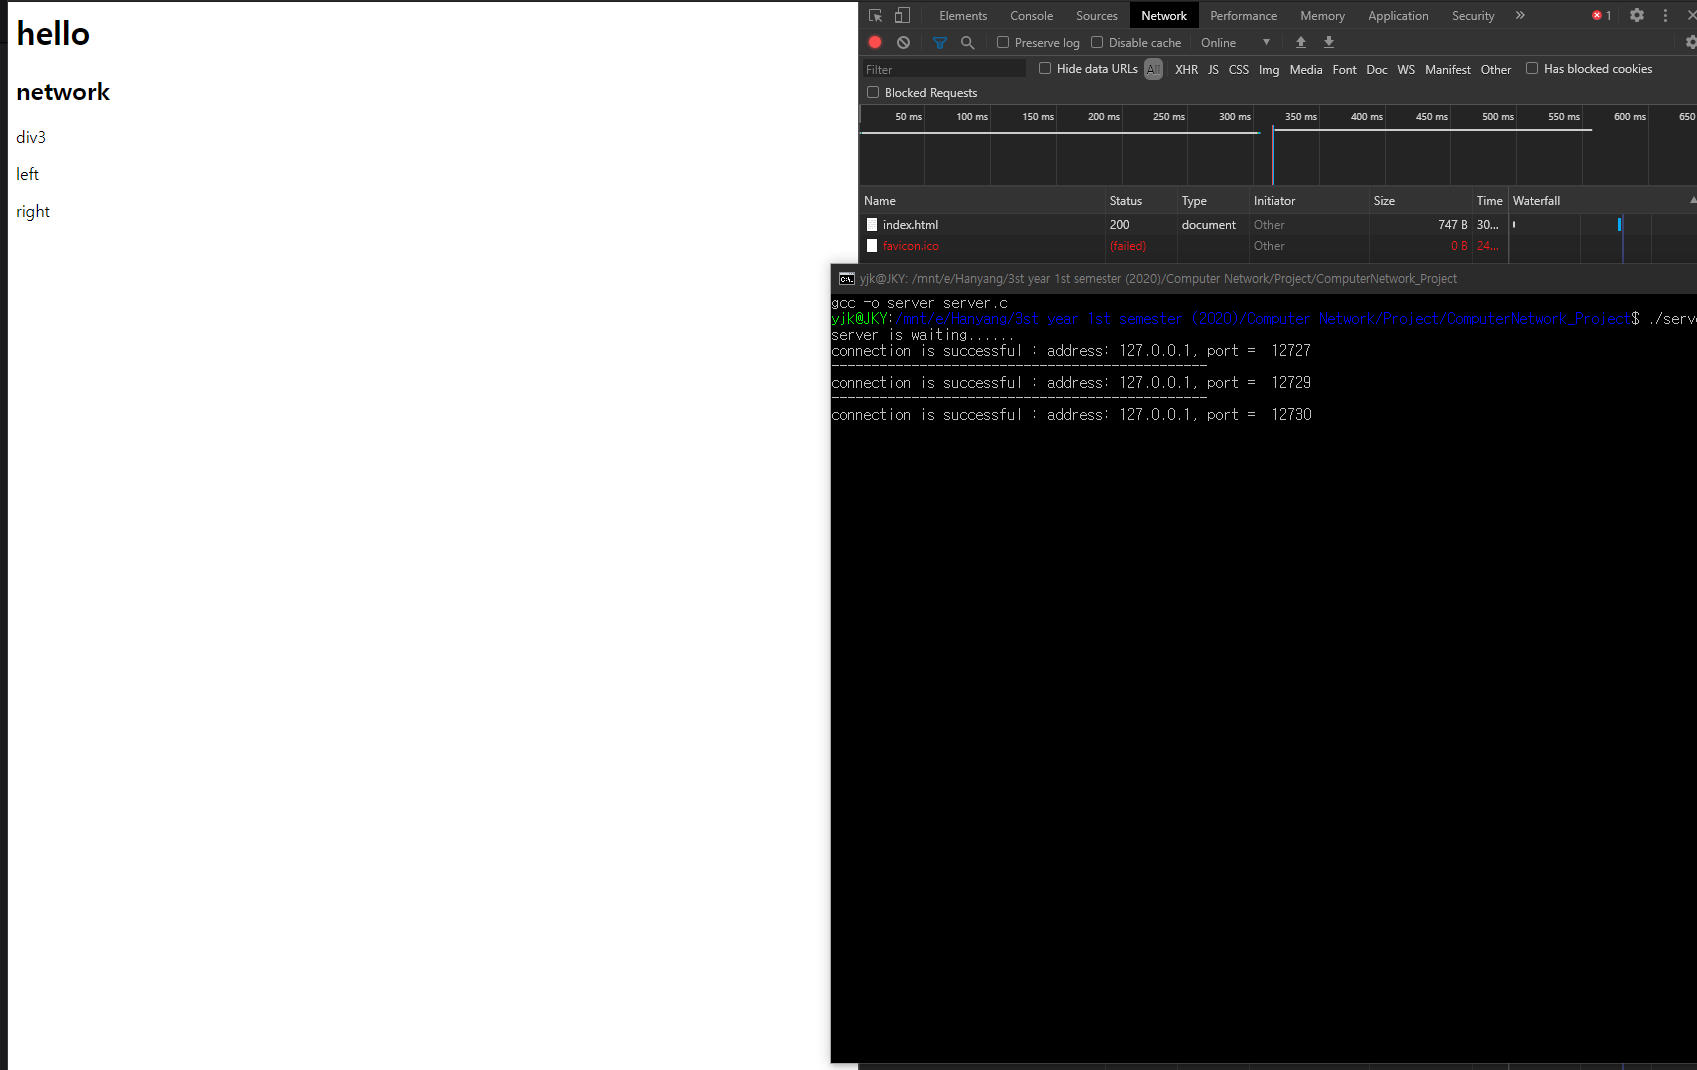 hello
network
div3
left
right
Elements Console Sources Network Performance Memory Application Security » 1
Preserve log Disable cache Online
Filter Hide data URLs All XHR JS CSS Img Media Font Doc WS Manifest Other Has blocked cookies
Blocked Requests
50 ms 100 ms 150 ms 200 ms 250 ms 300 ms 350 ms 400 ms 450 ms 500 ms 550 ms 600 ms 650
Name Status Type Initiator Size Time Waterfall
index.html 200 document Other 747 B 30...
favicon.ico (failed) Other 0 B 24...
yjk@JKY: /mnt/e/Hanyang/3st year 1st semester (2020)/Computer Network/Project/ComputerNetwork_Project
gcc -o server server.c
yjk@JKY:/mnt/e/Hanyang/3st year 1st semester (2020)/Computer Network/Project/ComputerNetwork_Project$ ./serv
server is waiting......
connection is successful : address: 127.0.0.1, port =  12727
-----------------------------------------------
connection is successful : address: 127.0.0.1, port =  12729
-----------------------------------------------
connection is successful : address: 127.0.0.1, port =  12730